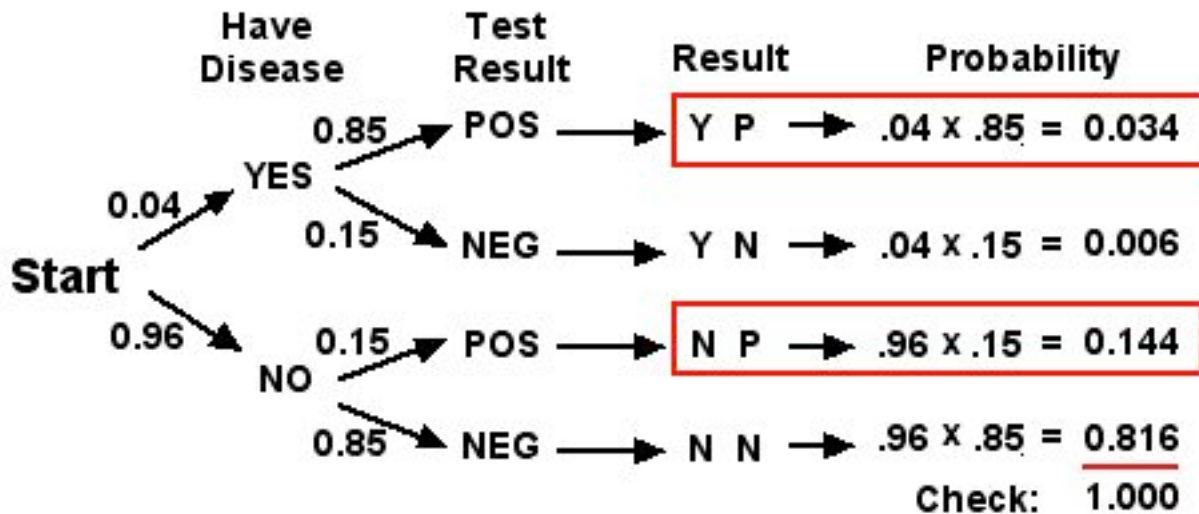 Have Disease
Test Result
Result
Probability
0.85
POS
Y P
.04 x .85 = 0.034
YES
0.04
0.15
NEG
Y N
.04 x .15 = 0.006
Start
0.96
0.15
POS
N P
.96 x .15 = 0.144
NO
0.85
NEG
N N
.96 x .85 = 0.816
Check: 1.000